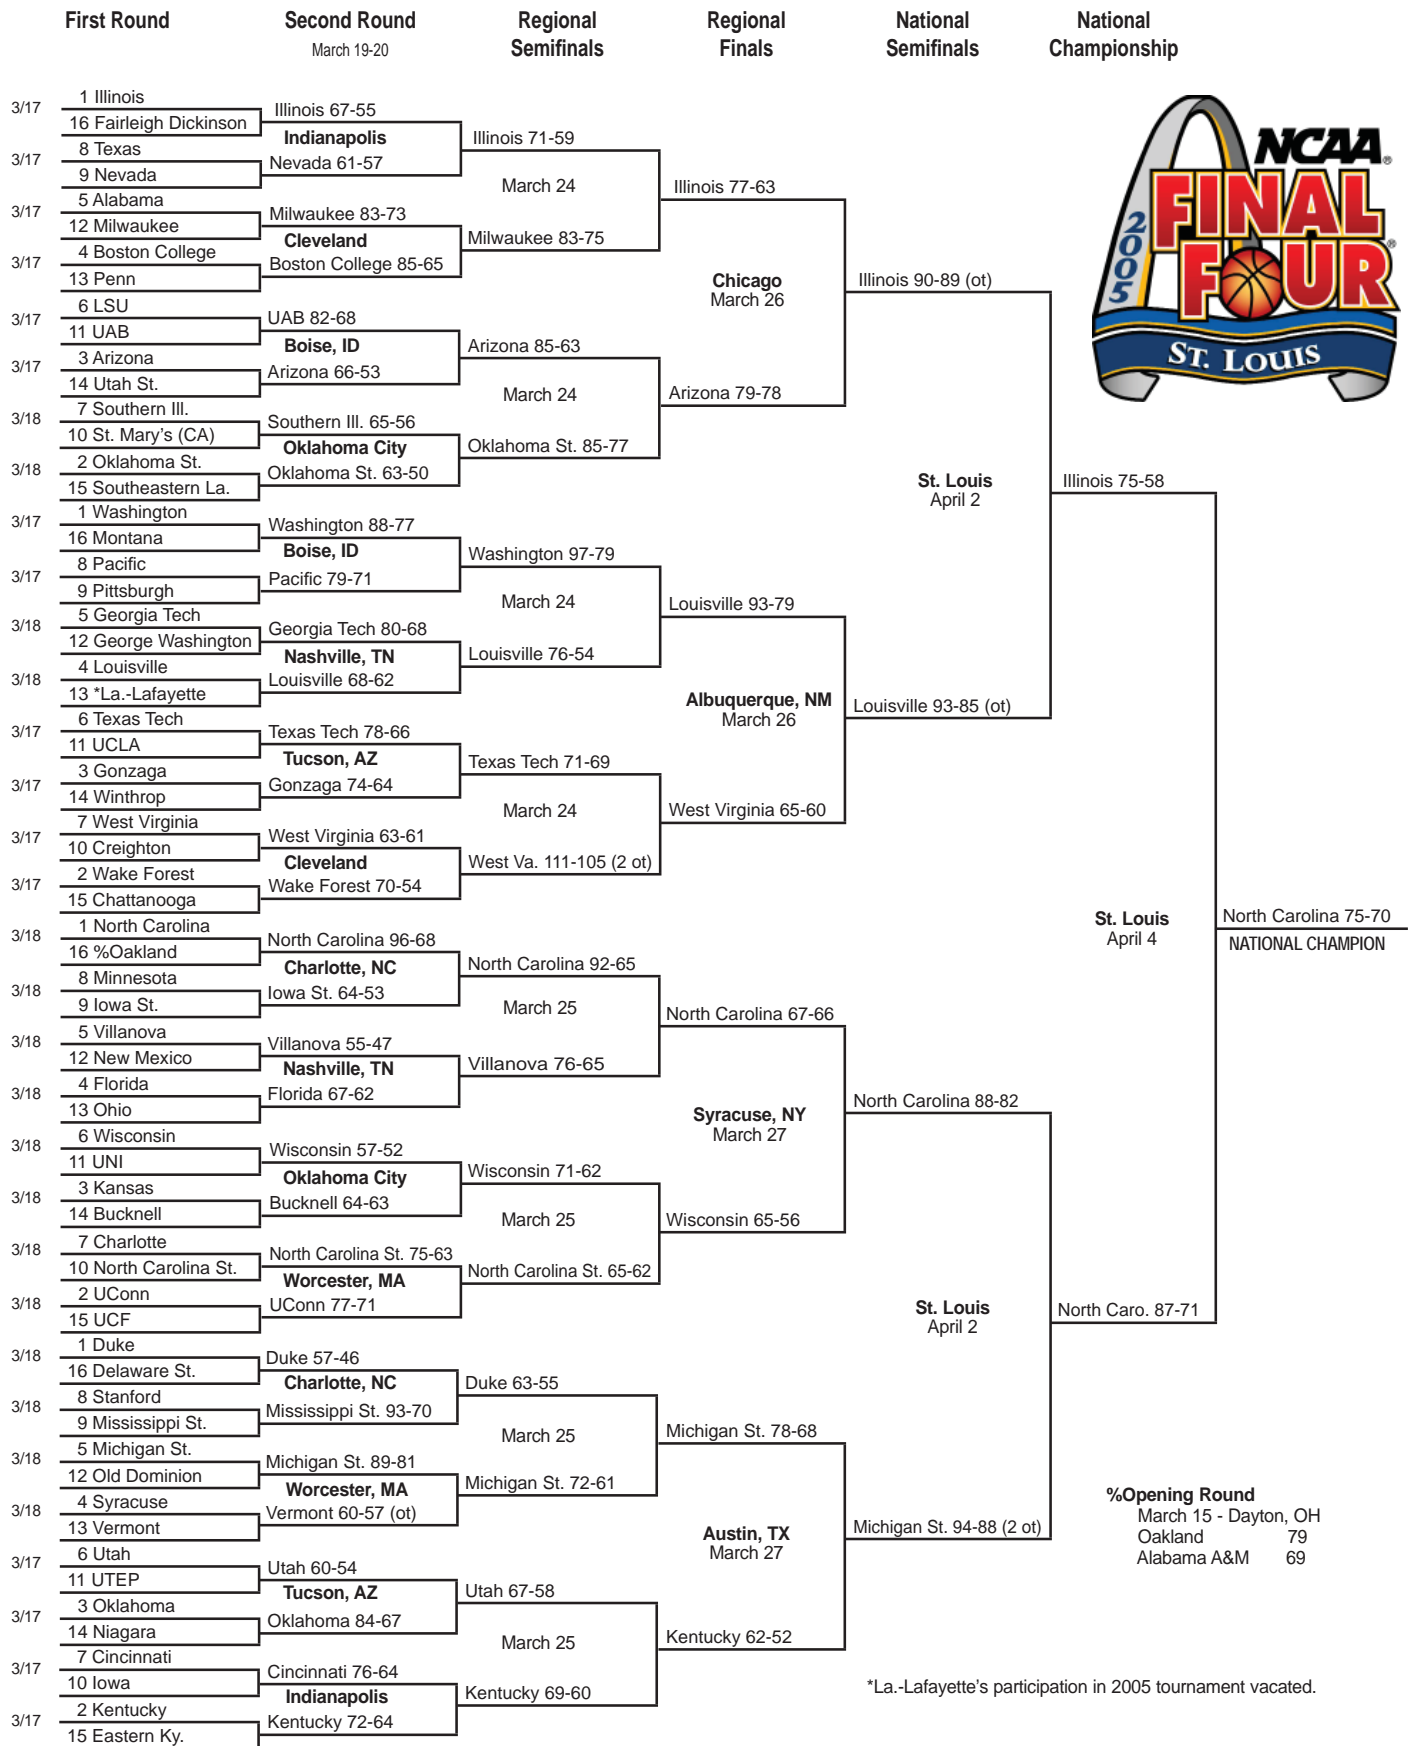 First Round
Second Round
March 19-20
Regional
Semifinals
Regional
Finals
National
Semifinals
National
Championship
3/17
1 Illinois
16 Fairleigh Dickinson
3/17
8 Texas
9 Nevada
3/17
5 Alabama
12 Milwaukee
3/17
4 Boston College
13 Penn
3/17
6 LSU
11 UAB
3/17
3 Arizona
14 Utah St.
3/18
7 Southern Ill.
10 St. Mary's (CA)
3/18
2 Oklahoma St.
15 Southeastern La.
3/17
1 Washington
16 Montana
3/17
8 Pacific
9 Pittsburgh
3/18
5 Georgia Tech
12 George Washington
3/18
4 Louisville
13 *La.-Lafayette
3/17
6 Texas Tech
11 UCLA
3/17
3 Gonzaga
14 Winthrop
3/17
7 West Virginia
10 Creighton
3/17
2 Wake Forest
15 Chattanooga
3/18
1 North Carolina
16 %Oakland
3/18
8 Minnesota
9 Iowa St.
3/18
5 Villanova
12 New Mexico
3/18
4 Florida
13 Ohio
3/18
6 Wisconsin
11 UNI
3/18
3 Kansas
14 Bucknell
3/18
7 Charlotte
10 North Carolina St.
3/18
2 UConn
15 UCF
3/18
1 Duke
16 Delaware St.
3/18
8 Stanford
9 Mississippi St.
3/18
5 Michigan St.
12 Old Dominion
3/18
4 Syracuse
13 Vermont
3/17
6 Utah
11 UTEP
3/17
3 Oklahoma
14 Niagara
3/17
7 Cincinnati
10 Iowa
3/17
2 Kentucky
15 Eastern Ky.
Illinois 67-55
Indianapolis
Nevada 61-57
Milwaukee 83-73
Cleveland
Boston College 85-65
UAB 82-68
Boise, ID
Arizona 66-53
Southern Ill. 65-56
Oklahoma City
Oklahoma St. 63-50
Washington 88-77
Boise, ID
Pacific 79-71
Georgia Tech 80-68
Nashville, TN
Louisville 68-62
Texas Tech 78-66
Tucson, AZ
Gonzaga 74-64
West Virginia 63-61
Cleveland
Wake Forest 70-54
North Carolina 96-68
Charlotte, NC
Iowa St. 64-53
Villanova 55-47
Nashville, TN
Florida 67-62
Wisconsin 57-52
Oklahoma City
Bucknell 64-63
North Carolina St. 75-63
Worcester, MA
UConn 77-71
Duke 57-46
Charlotte, NC
Mississippi St. 93-70
Michigan St. 89-81
Worcester, MA
Vermont 60-57 (ot)
Utah 60-54
Tucson, AZ
Oklahoma 84-67
Cincinnati 76-64
Indianapolis
Kentucky 72-64
Illinois 71-59
March 24
Milwaukee 83-75
Arizona 85-63
March 24
Oklahoma St. 85-77
Washington 97-79
March 24
Louisville 76-54
Texas Tech 71-69
March 24
West Va. 111-105 (2 ot)
North Carolina 92-65
March 25
Villanova 76-65
Wisconsin 71-62
March 25
North Carolina St. 65-62
Duke 63-55
March 25
Michigan St. 72-61
Utah 67-58
March 25
Kentucky 69-60
Illinois 77-63
Chicago
March 26
Arizona 79-78
Louisville 93-79
Albuquerque, NM
March 26
West Virginia 65-60
North Carolina 67-66
Syracuse, NY
March 27
Wisconsin 65-56
Michigan St. 78-68
Austin, TX
March 27
Kentucky 62-52
Illinois 90-89 (ot)
St. Louis
April 2
Louisville 93-85 (ot)
North Carolina 88-82
St. Louis
April 2
Michigan St. 94-88 (2 ot)
Illinois 75-58
St. Louis
April 4
North Caro. 87-71
North Carolina 75-70
NATIONAL CHAMPION
NCAA®
FINAL
FOUR®
2005
ST. LOUIS
%Opening Round
March 15 - Dayton, OH
Oakland 79
Alabama A&M 69
*La.-Lafayette's participation in 2005 tournament vacated.